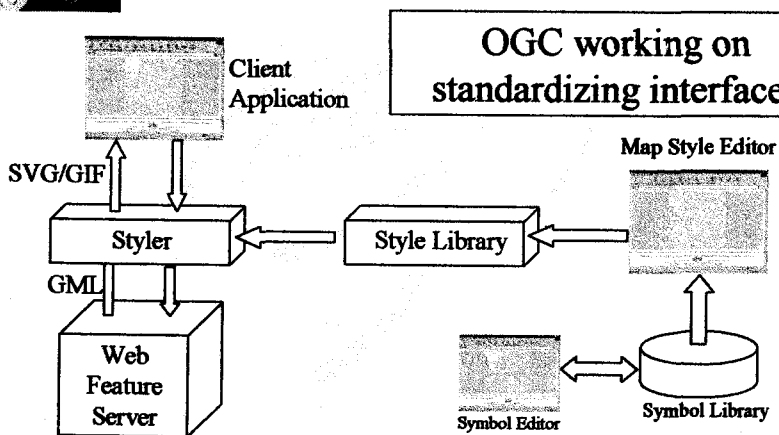 OGC working on
standardizing interface
Client
Application
Map Style Editor
SVG/GIF
Styler
Style Library
GML
Web
Feature
Server
Symbol Editor
Symbol Library